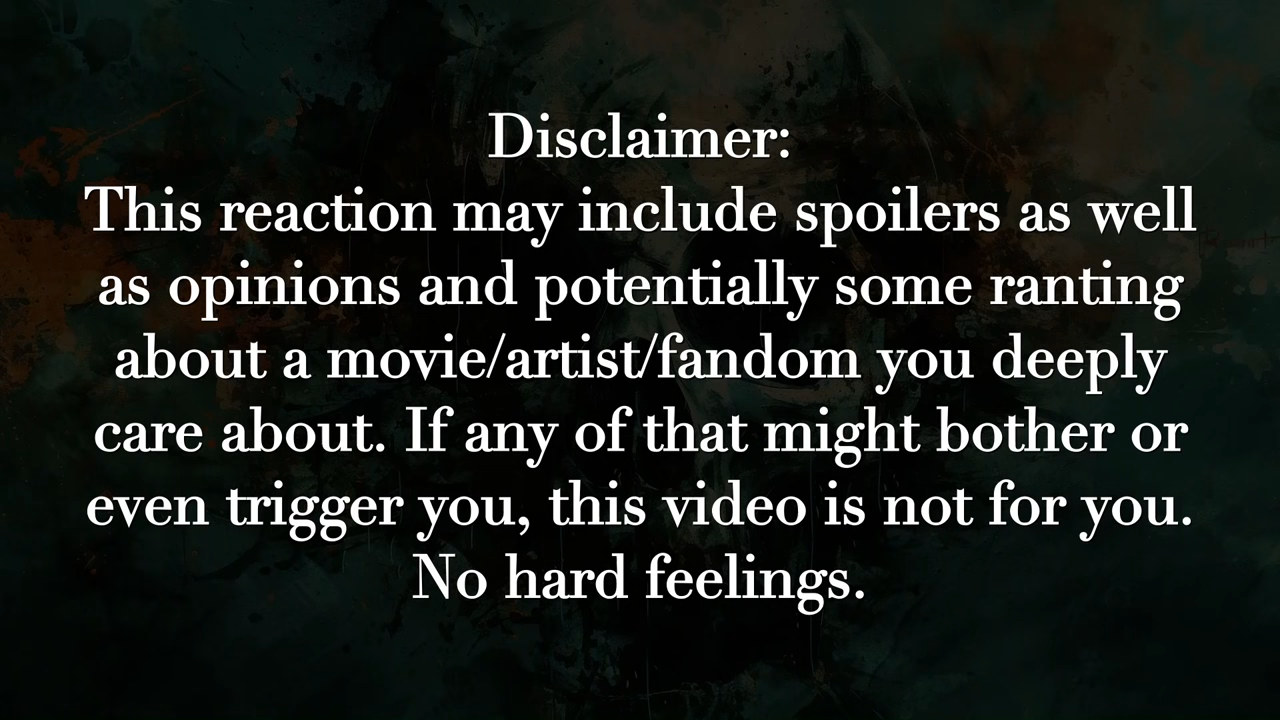 Disclaimer:
This reaction may include spoilers as well
as opinions and potentially some ranting
about a movie/artist/fandom you deeply
care about. If any of that might bother or
even trigger you, this video is not for you.
No hard feelings.